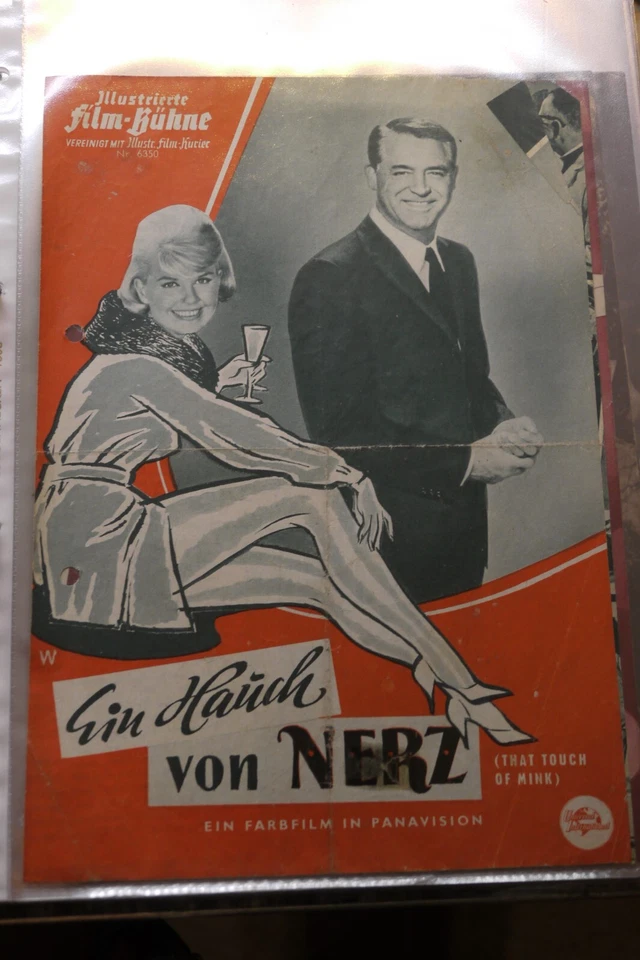 Illustrierte
Film-Bühne
VEREINIGT MIT Illustr. Film-Kurier
Nr. 6350
W
Ein Hauch
von NERZ
(THAT TOUCH
OF MINK)
EIN FARBFILM IN PANAVISION